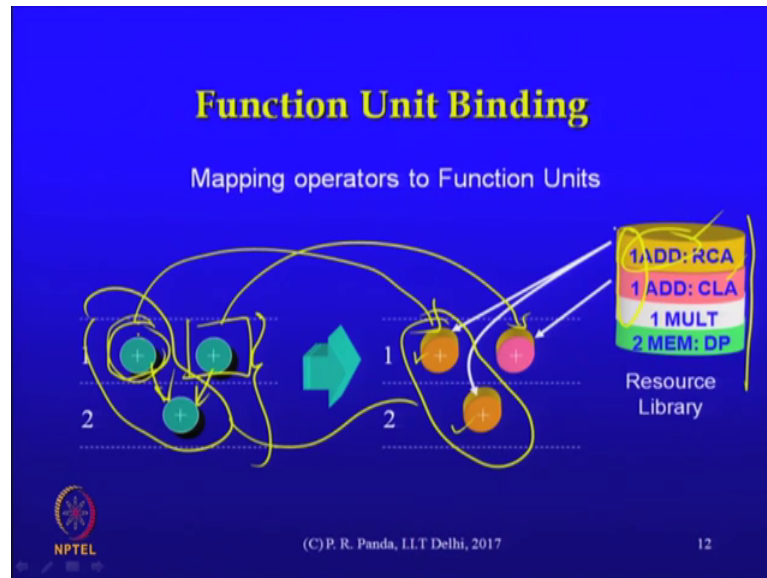 Function Unit Binding
Mapping operators to Function Units
1ADD: RCA
1 ADD: CLA
1 MULT
2 MEM: DP
Resource
Library
1
+
+
2
+
1
+
+
2
+
NPTEL
(C) P. R. Panda, I.I.T Delhi, 2017
12